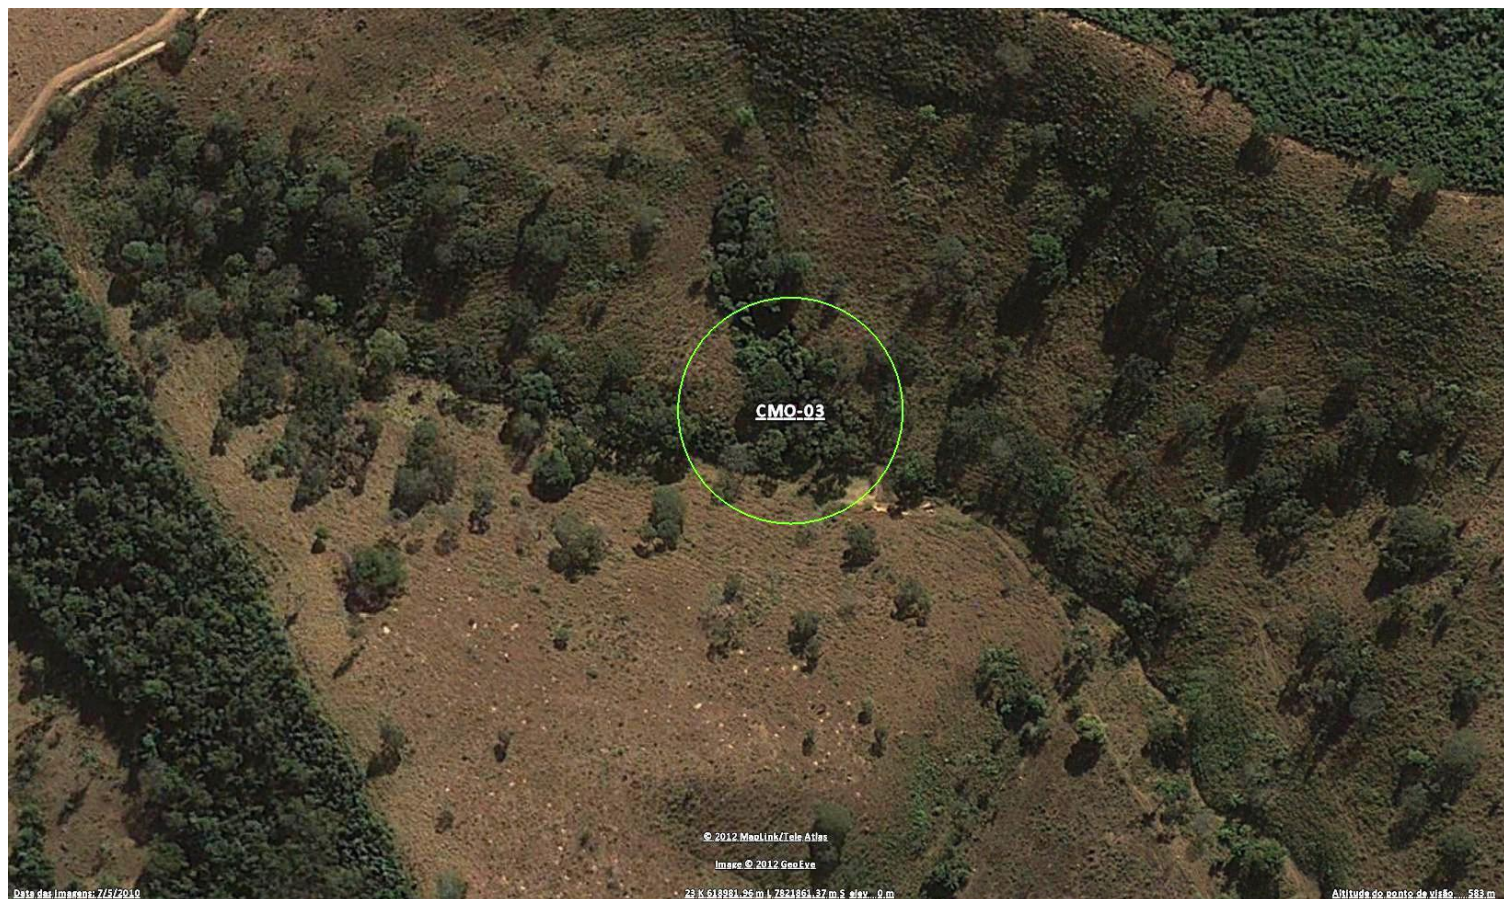 CMO-03
© 2012 MapLink/Tele Atlas
Image © 2012 GeoEye
Data das imagens: 7/5/2010
23 K 618981.96 m L 7821861.37 m S elev 0 m
Altitude do ponto de visão 583 m